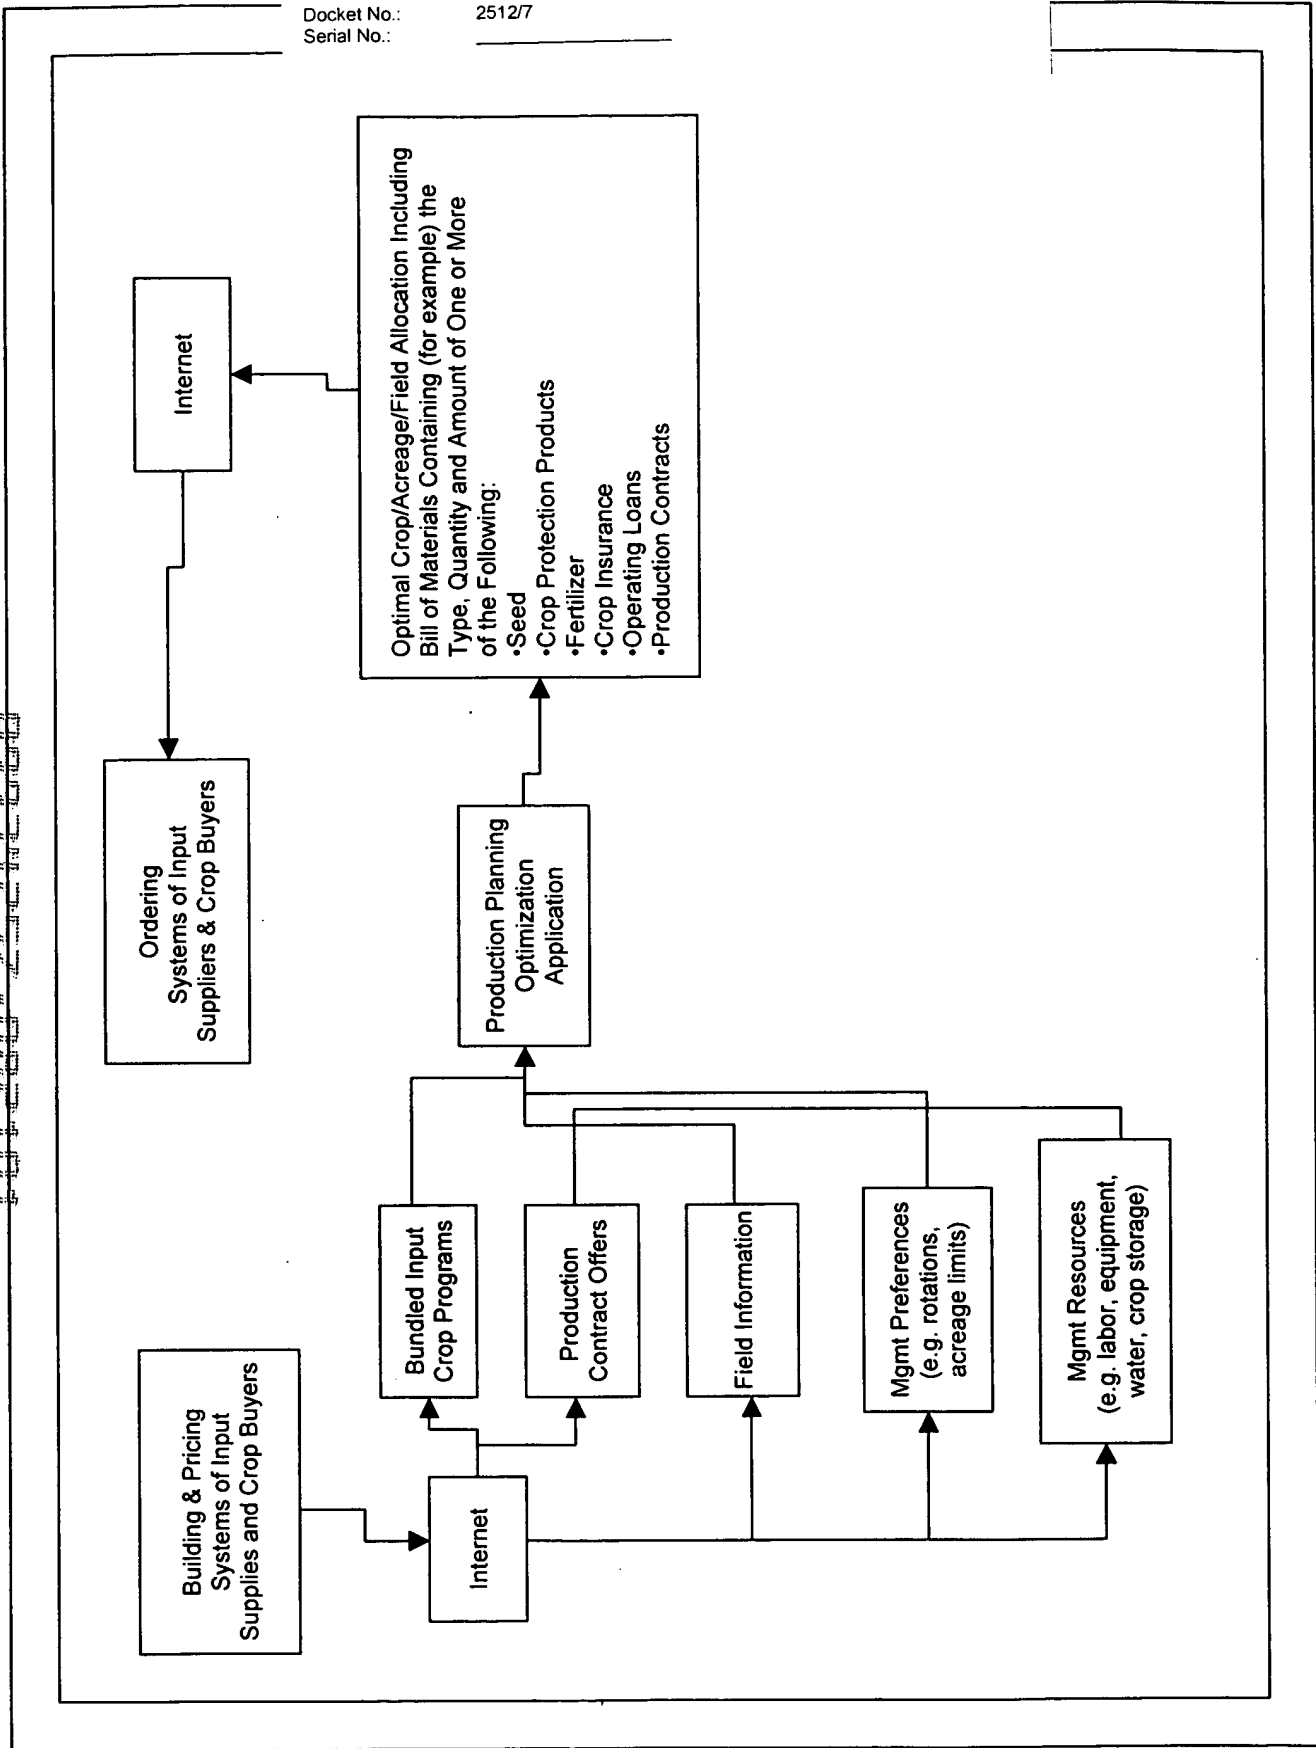 Docket No.: 2512/7
Serial No.:
Building & Pricing
Systems of Input
Supplies and Crop Buyers
Internet
Bundled Input
Crop Programs
Production
Contract Offers
Field Information
Mgmt Preferences
(e.g. rotations,
acreage limits)
Mgmt Resources
(e.g. labor, equipment,
water, crop storage)
Production Planning
Optimization
Application
Optimal Crop/Acreage/Field Allocation Including
Bill of Materials Containing (for example) the
Type, Quantity and Amount of One or More
of the Following:
•Seed
•Crop Protection Products
•Fertilizer
•Crop Insurance
•Operating Loans
•Production Contracts
Internet
Ordering
Systems of Input
Suppliers & Crop Buyers